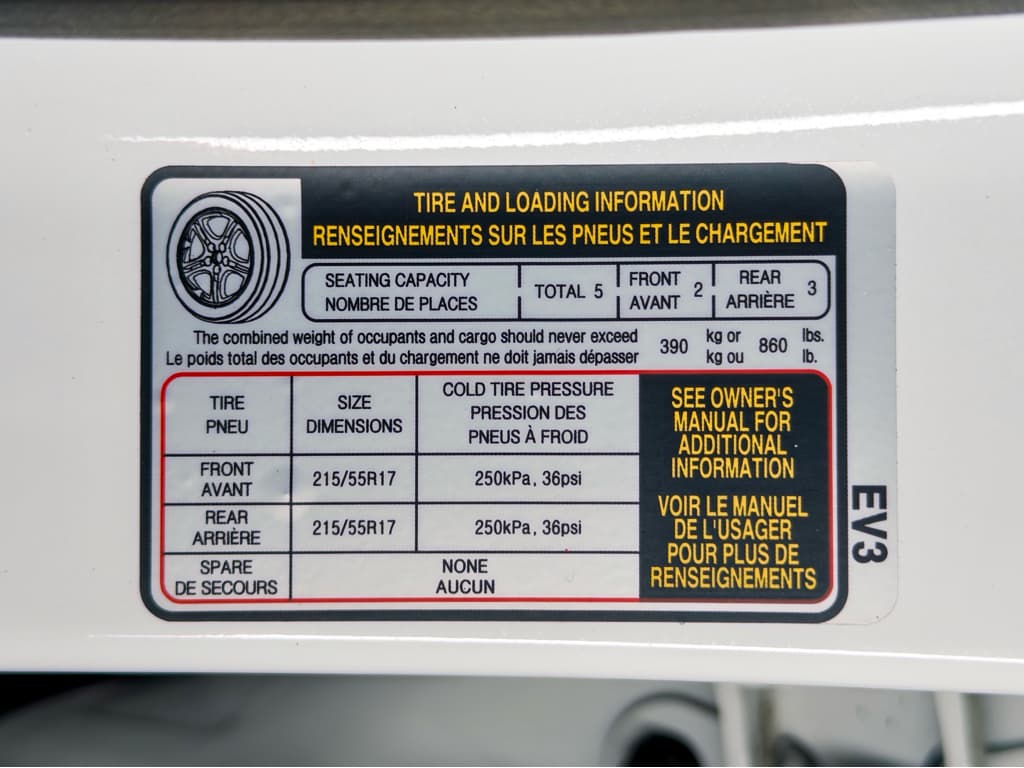 TIRE AND LOADING INFORMATION
RENSEIGNEMENTS SUR LES PNEUS ET LE CHARGEMENT
SEATING CAPACITY
NOMBRE DE PLACES
TOTAL 5
FRONT
AVANT
2
REAR
ARRIÈRE
3
The combined weight of occupants and cargo should never exceed
Le poids total des occupants et du chargement ne doit jamais dépasser
390
kg or
kg ou
860
lbs.
lb.
TIRE
PNEU
SIZE
DIMENSIONS
COLD TIRE PRESSURE
PRESSION DES
PNEUS À FROID
FRONT
AVANT
215/55R17
250kPa, 36psi
REAR
ARRIÈRE
215/55R17
250kPa, 36psi
SPARE
DE SECOURS
NONE
AUCUN
SEE OWNER'S
MANUAL FOR
ADDITIONAL
INFORMATION
VOIR LE MANUEL
DE L'USAGER
POUR PLUS DE
RENSEIGNEMENTS
EV3